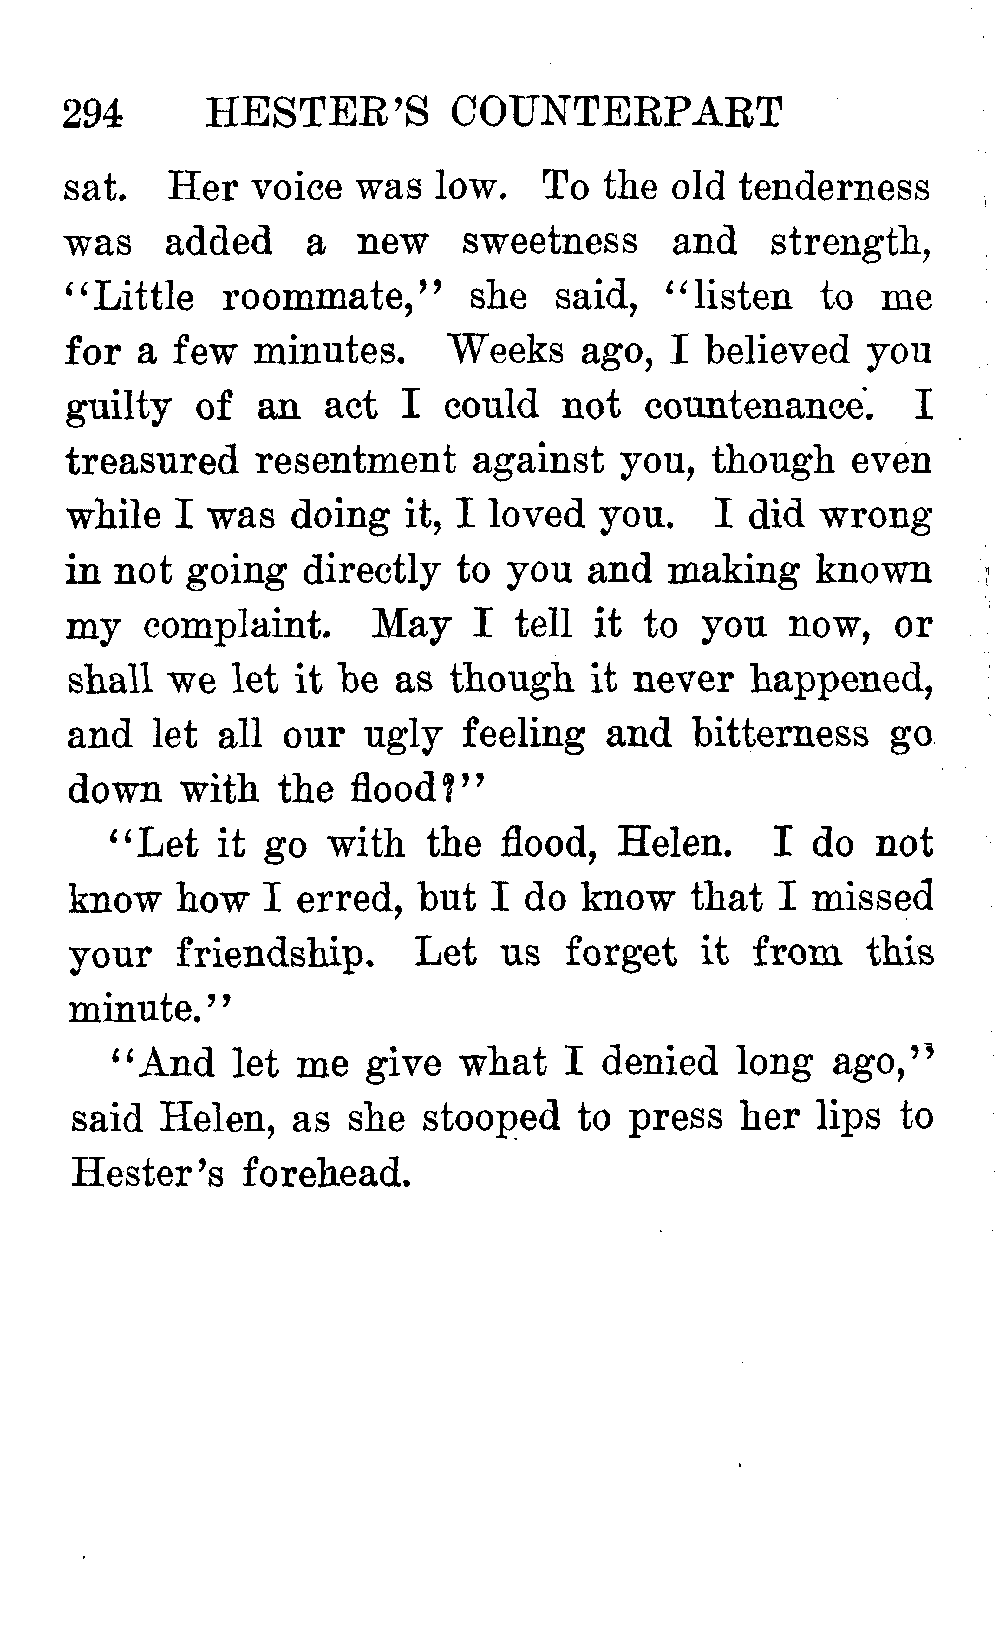 294 HESTER'S COUNTERPART
sat. Her voice was low. To the old tenderness
was added a new sweetness and strength,
"Little roommate," she said, "listen to me
for a few minutes. Weeks ago, I believed you
guilty of an act I could not countenance. I
treasured resentment against you, though even
while I was doing it, I loved you. I did wrong
in not going directly to you and making known
my complaint. May I tell it to you now, or
shall we let it be as though it never happened,
and let all our ugly feeling and bitterness go
down with the flood?"
"Let it go with the flood, Helen. I do not
know how I erred, but I do know that I missed
your friendship. Let us forget it from this
minute."
"And let me give what I denied long ago,"
said Helen, as she stooped to press her lips to
Hester's forehead.